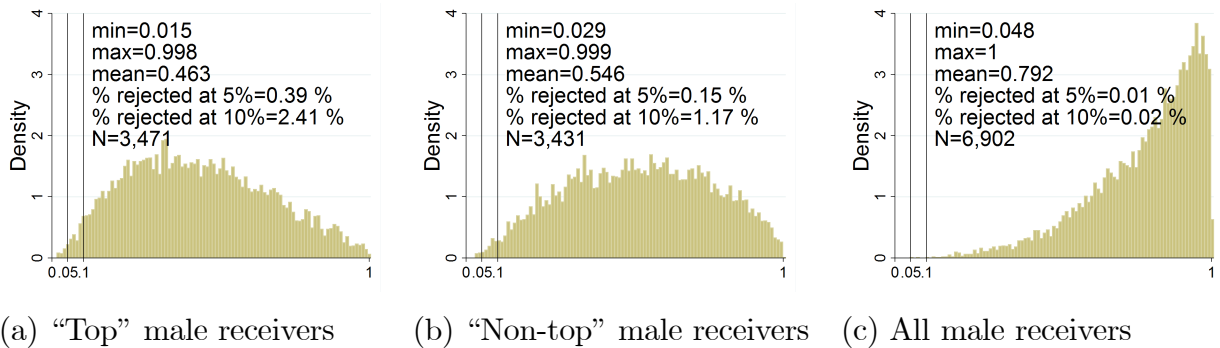 Density
4
3
2
1
0
min=0.015
max=0.998
mean=0.463
% rejected at 5%=0.39 %
% rejected at 10%=2.41 %
N=3,471
0.05.1
1
(a) “Top” male receivers
Density
4
3
2
1
0
min=0.029
max=0.999
mean=0.546
% rejected at 5%=0.15 %
% rejected at 10%=1.17 %
N=3,431
0.05.1
1
(b) “Non-top” male receivers
Density
4
3
2
1
0
min=0.048
max=1
mean=0.792
% rejected at 5%=0.01 %
% rejected at 10%=0.02 %
N=6,902
0.05.1
1
(c) All male receivers